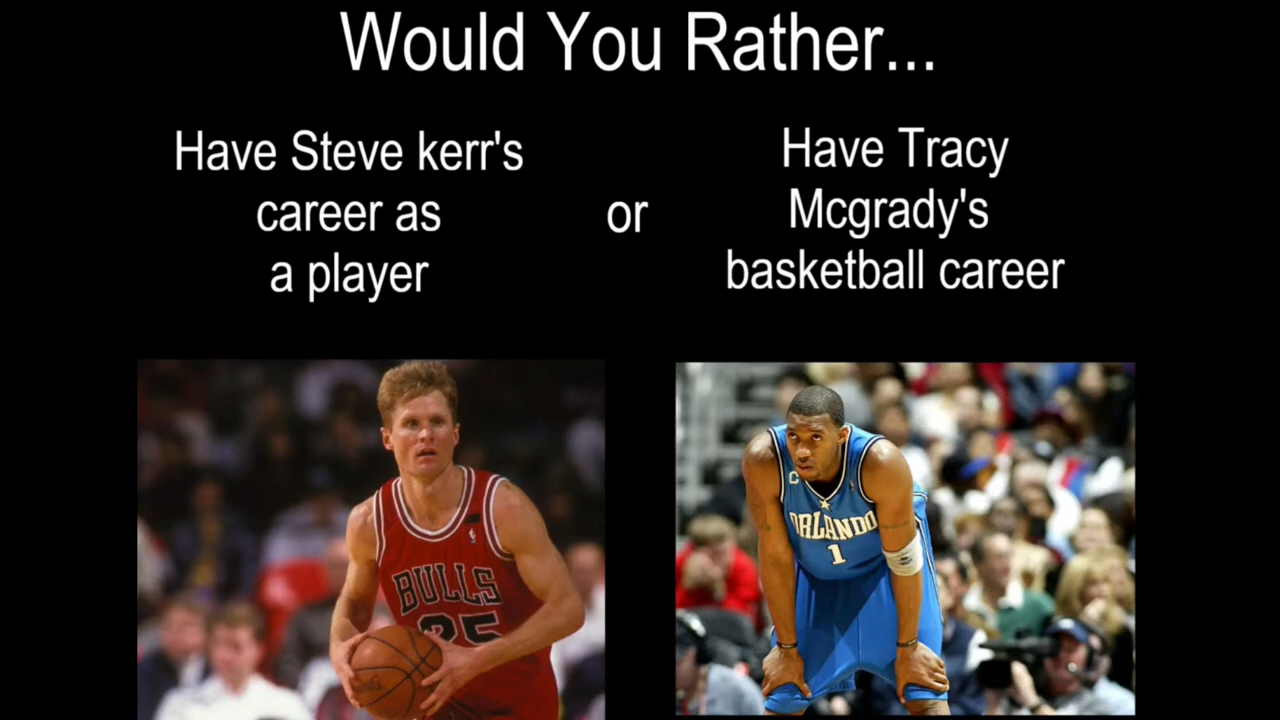 Would You Rather...
Have Steve kerr's
career as
a player
or
Have Tracy
Mcgrady's
basketball career
BULLS
25
C
ORLANDO
1